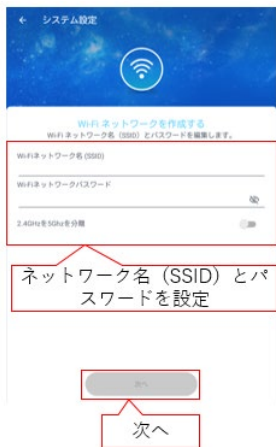 ← システム設定
Wi-Fi ネットワークを作成する
Wi-Fi ネットワーク名（SSID）とパスワードを編集します。
Wi-Fiネットワーク名 (SSID)
Wi-Fiネットワークパスワード
2.4GHzを5Ghzを分離
ネットワーク名（SSID）とパ
スワードを設定
次へ
次へ